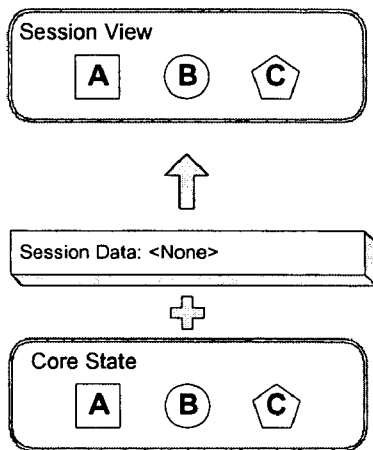 Session View
A B C
Session Data: <None>
Core State
A B C